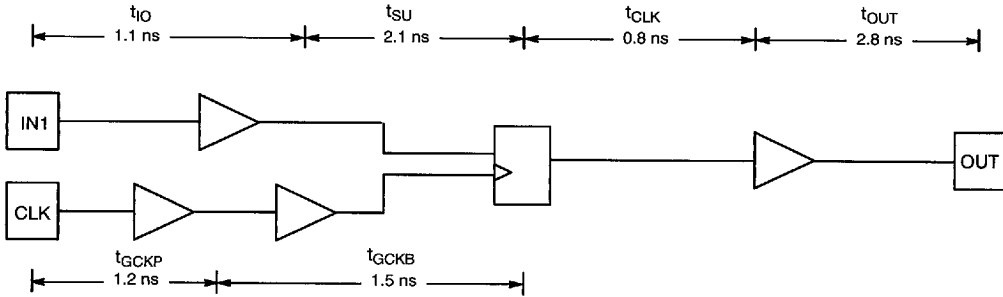 tIO
1.1 ns
tSU
2.1 ns
tCLK
0.8 ns
tOUT
2.8 ns
IN1
OUT
CLK
tGCKP
1.2 ns
tGCKB
1.5 ns